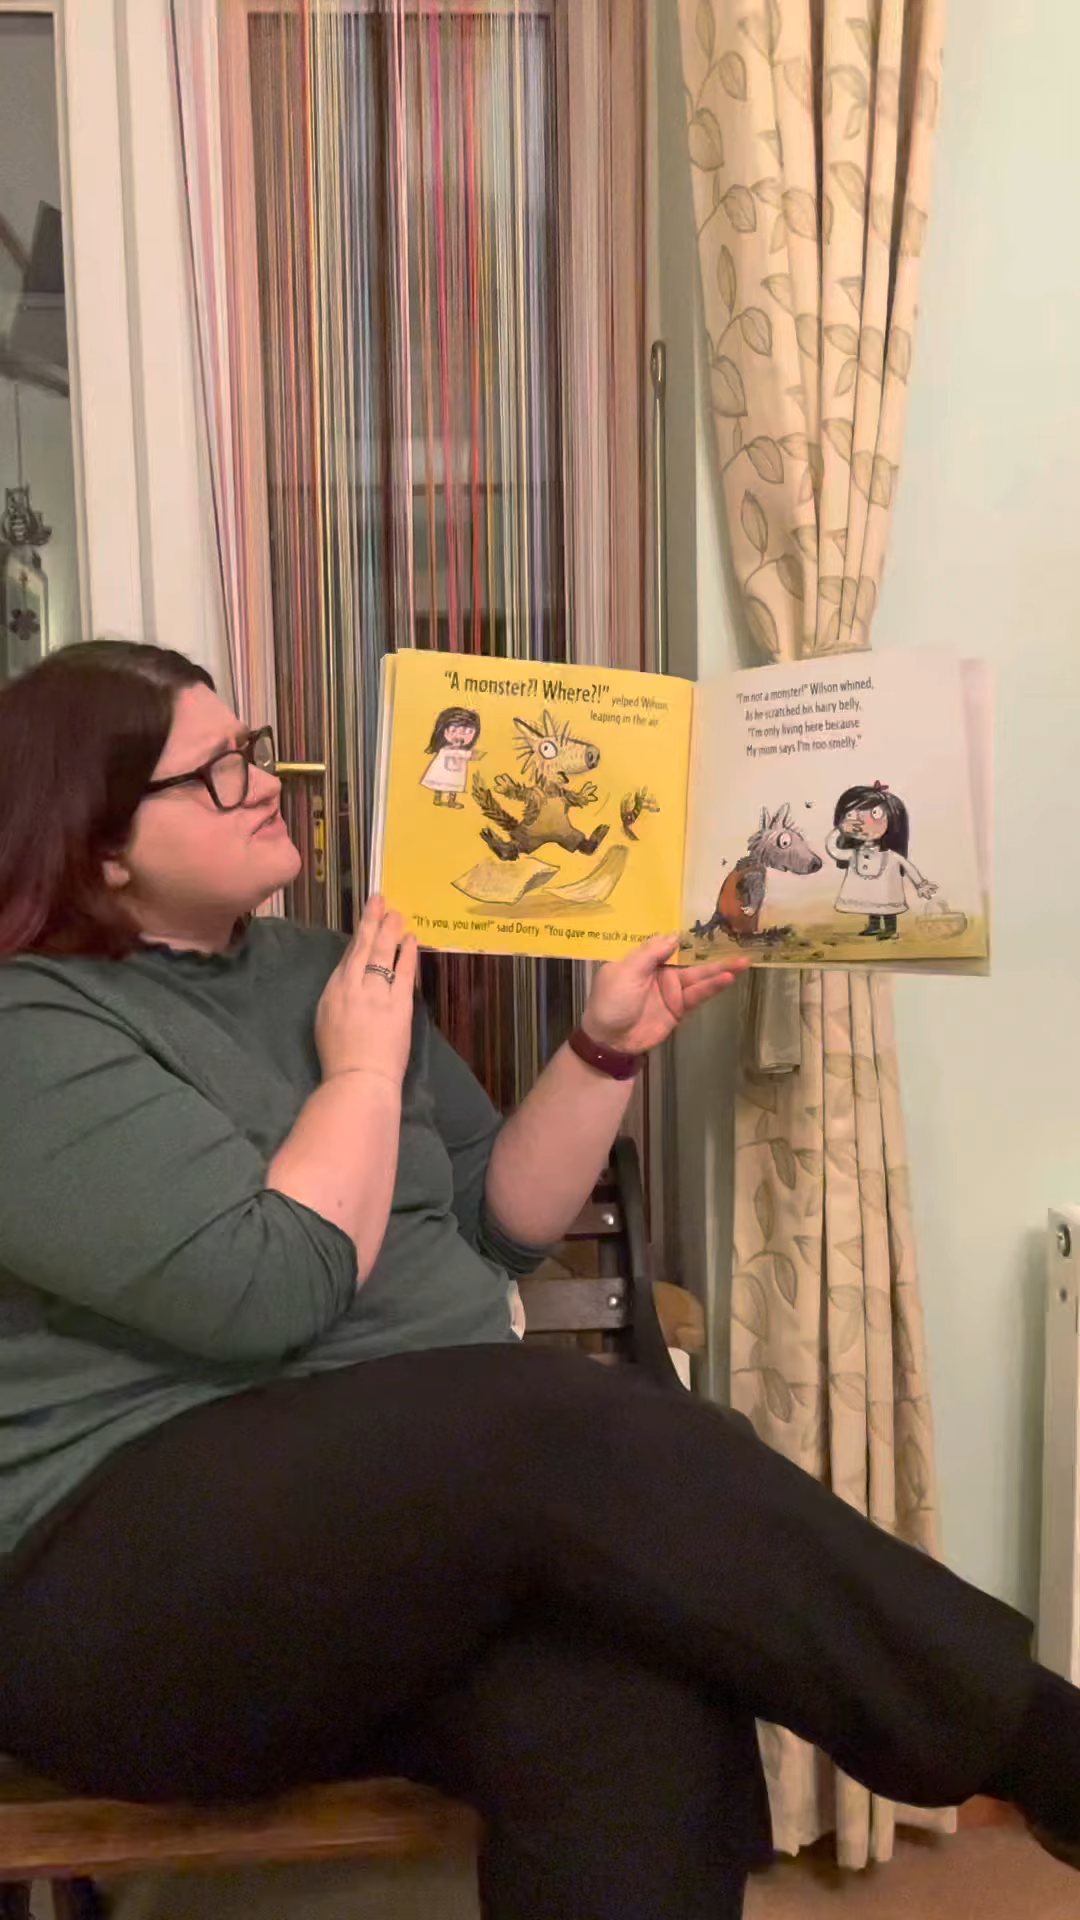 "A monster?! Where?!" yelped Wilson,
leaping in the air.
"It's you, you twit!" said Dotty. "You gave me such a scare!"
"I'm not a monster!" Wilson whined,
As he scratched his hairy belly.
"I'm only living here because
My mum says I'm too smelly."